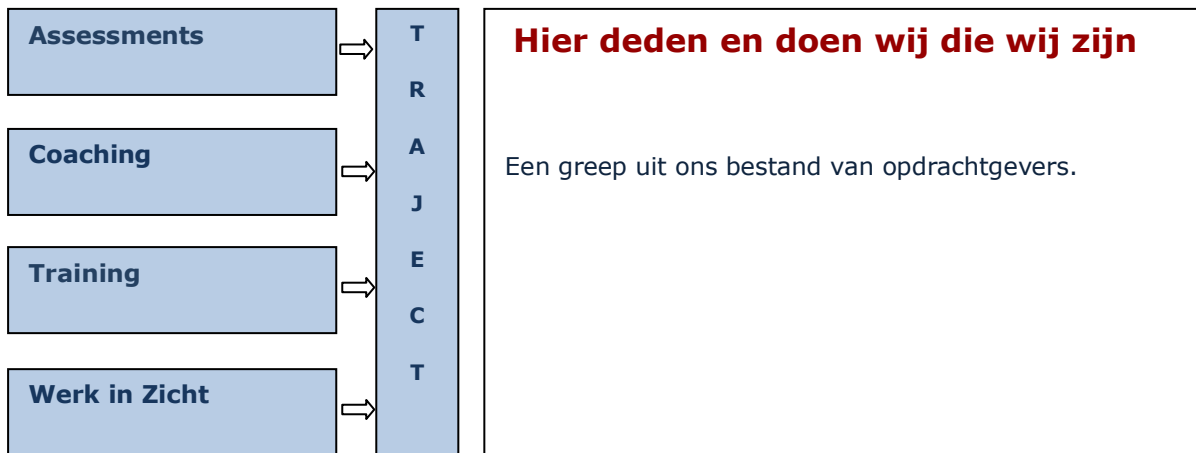 Assessments
Coaching
Training
Werk in Zicht
T
R
A
J
E
C
T
Hier deden en doen wij die wij zijn
Een greep uit ons bestand van opdrachtgevers.